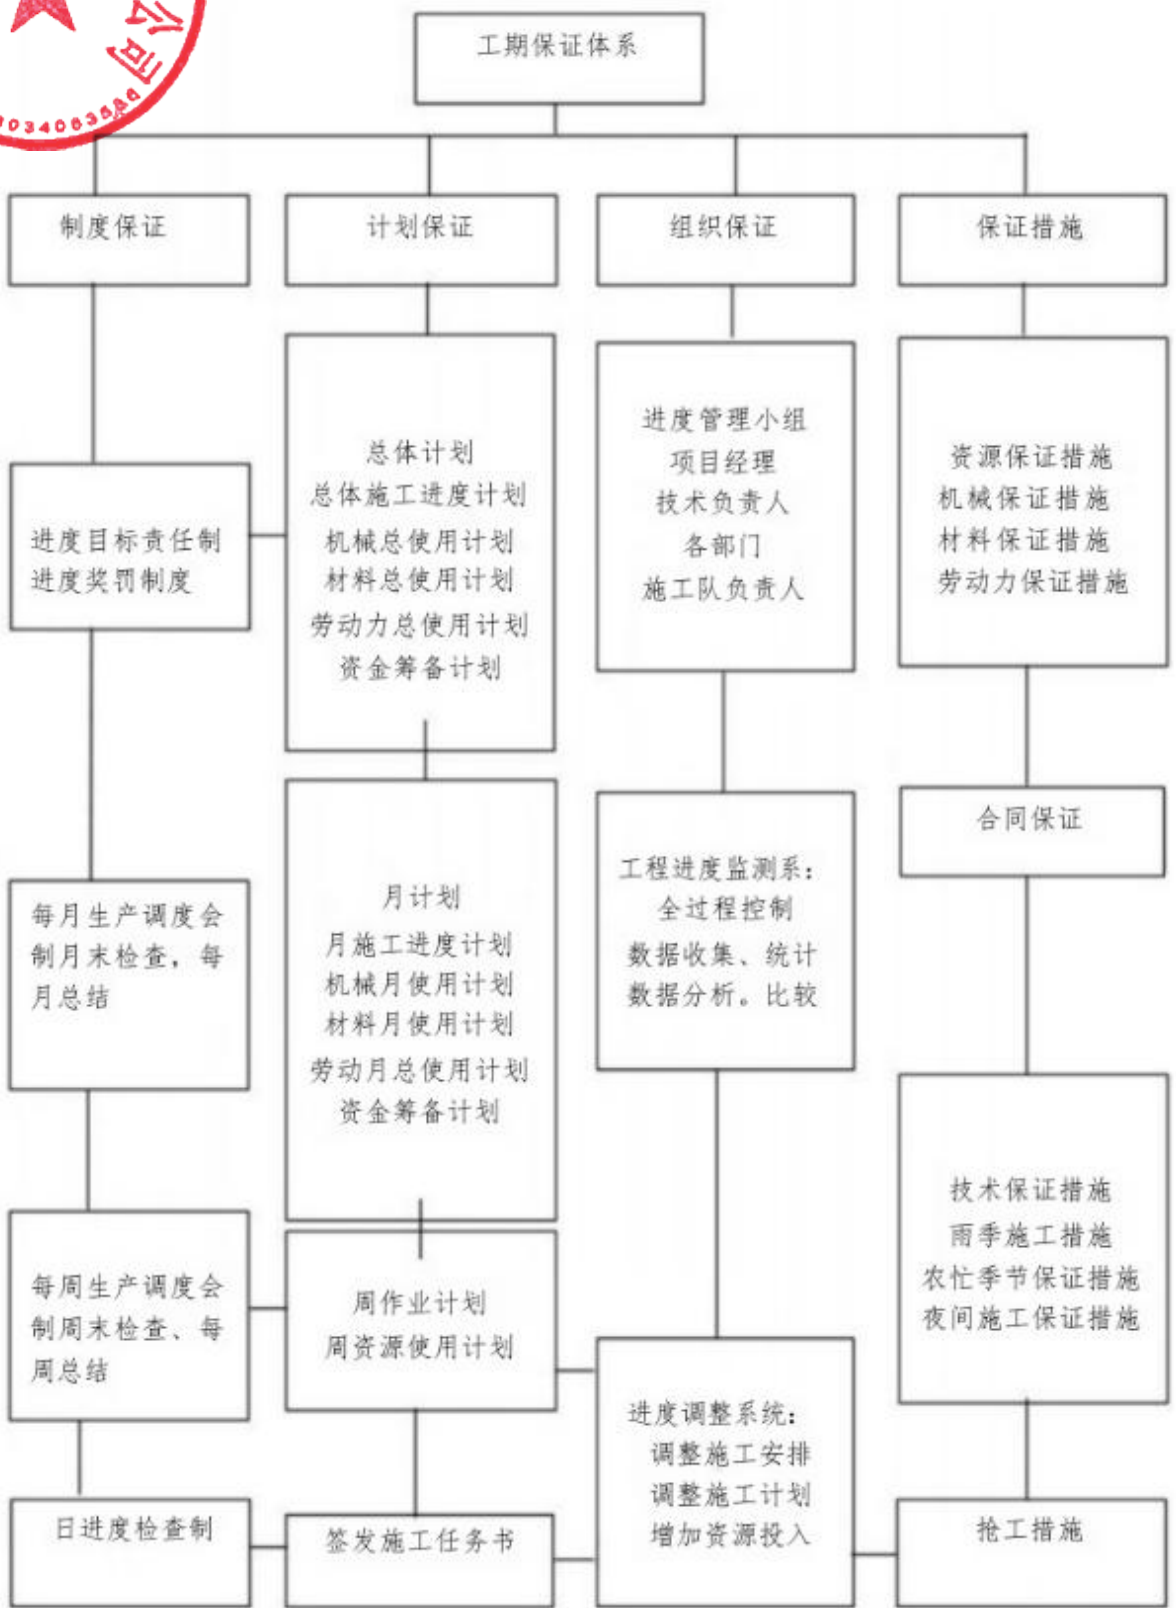 公司
工期保证体系
制度保证
计划保证
组织保证
保证措施
进度目标责任制
进度奖罚制度
总体计划
总体施工进度计划
机械总使用计划
材料总使用计划
劳动力总使用计划
资金筹备计划
进度管理小组
项目经理
技术负责人
各部门
施工队负责人
资源保证措施
机械保证措施
材料保证措施
劳动力保证措施
合同保证
每月生产调度会
制月末检查，每
月总结
月计划
月施工进度计划
机械月使用计划
材料月使用计划
劳动月总使用计划
资金筹备计划
工程进度监测系：
全过程控制
数据收集、统计
数据分析。比较
技术保证措施
雨季施工措施
农忙季节保证措施
夜间施工保证措施
每周生产调度会
制周末检查、每
周总结
周作业计划
周资源使用计划
进度调整系统：
调整施工安排
调整施工计划
增加资源投入
日进度检查制
签发施工任务书
抢工措施